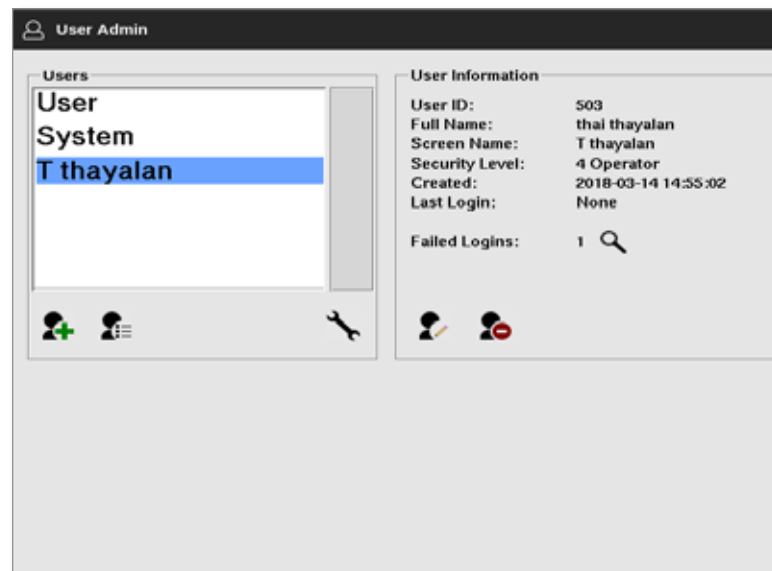 User Admin
Users
User
System
T thayalan
User Information
User ID: 503
Full Name: thai thayalan
Screen Name: T thayalan
Security Level: 4 Operator
Created: 2018-03-14 14:55:02
Last Login: None
Failed Logins: 1